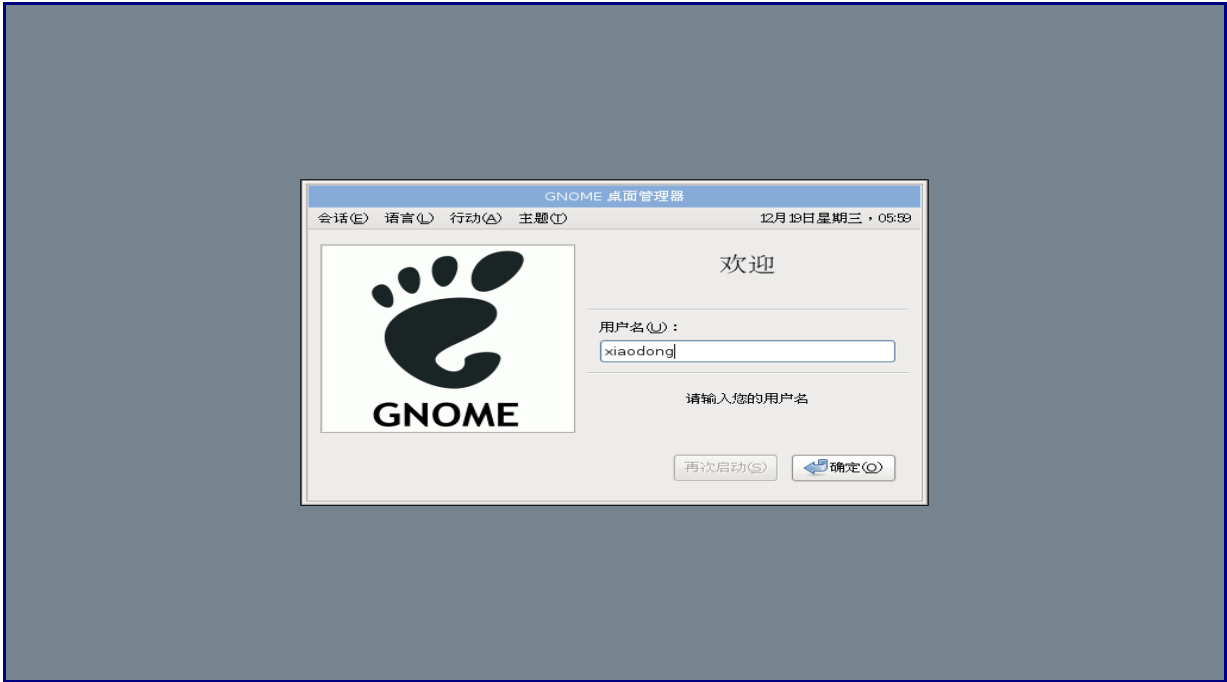 GNOME 桌面管理器
会话(E) 语言(L) 行动(A) 主题(T) 12月19日星期三，05:59
欢迎
用户名(U)：
xiaodong
请输入您的用户名
GNOME
再次启动(S) 确定(O)